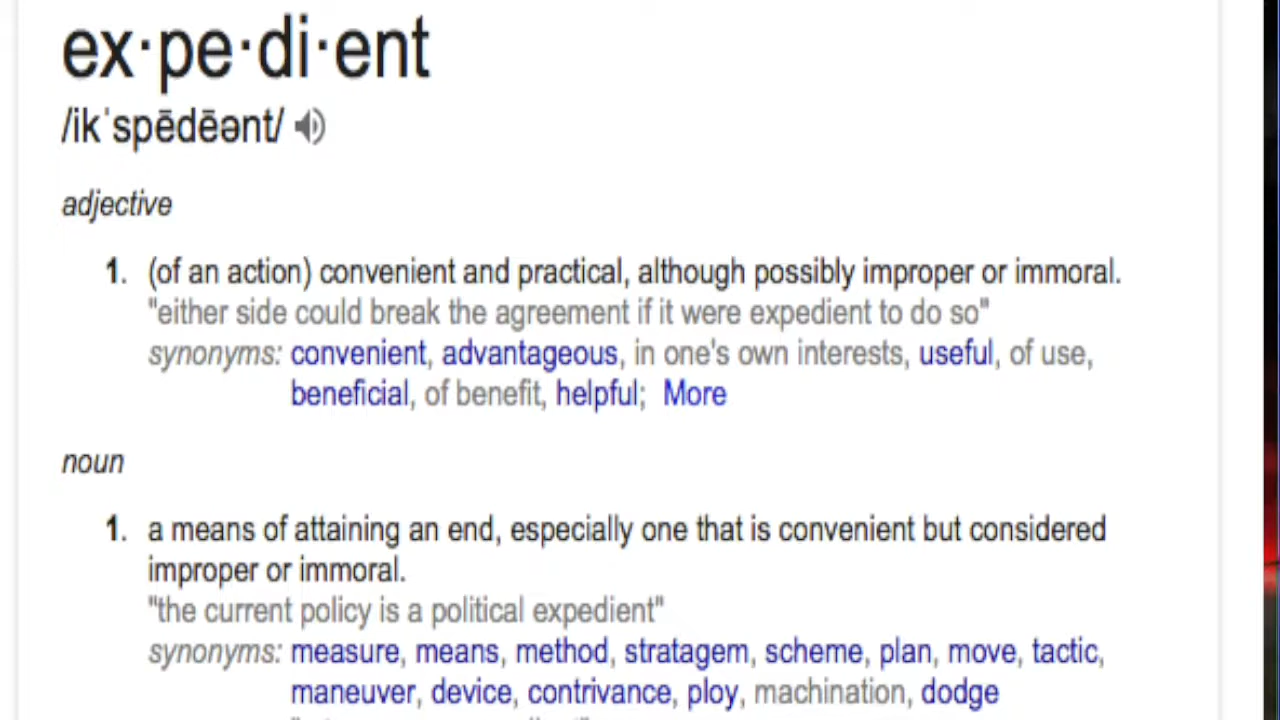 ex·pe·di·ent
/ikˈspēdēənt/
adjective
1. (of an action) convenient and practical, although possibly improper or immoral.
"either side could break the agreement if it were expedient to do so"
synonyms: convenient, advantageous, in one's own interests, useful, of use,
beneficial, of benefit, helpful; More
noun
1. a means of attaining an end, especially one that is convenient but considered
improper or immoral.
"the current policy is a political expedient"
synonyms: measure, means, method, stratagem, scheme, plan, move, tactic,
maneuver, device, contrivance, ploy, machination, dodge